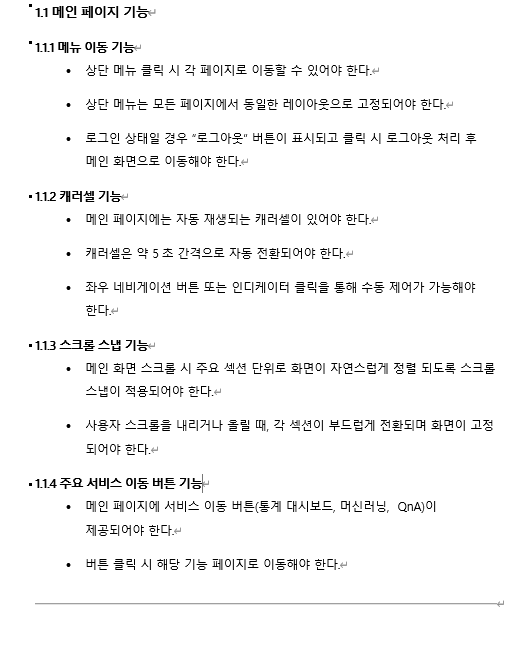 1.1 메인 페이지 기능
1.1.1 메뉴 이동 기능
• 상단 메뉴 클릭 시 각 페이지로 이동할 수 있어야 한다.
• 상단 메뉴는 모든 페이지에서 동일한 레이아웃으로 고정되어야 한다.
• 로그인 상태일 경우 “로그아웃” 버튼이 표시되고 클릭 시 로그아웃 처리 후
메인 화면으로 이동해야 한다.
1.1.2 캐러셀 기능
• 메인 페이지에는 자동 재생되는 캐러셀이 있어야 한다.
• 캐러셀은 약 5초 간격으로 자동 전환되어야 한다.
• 좌우 네비게이션 버튼 또는 인디케이터 클릭을 통해 수동 제어가 가능해야
한다.
1.1.3 스크롤 스냅 기능
• 메인 화면 스크롤 시 주요 섹션 단위로 화면이 자연스럽게 정렬 되도록 스크롤
스냅이 적용되어야 한다.
• 사용자 스크롤을 내리거나 올릴 때, 각 섹션이 부드럽게 전환되며 화면이 고정
되어야 한다.
1.1.4 주요 서비스 이동 버튼 기능
• 메인 페이지에 서비스 이동 버튼(통계 대시보드, 머신러닝, QnA)이
제공되어야 한다.
• 버튼 클릭 시 해당 기능 페이지로 이동해야 한다.